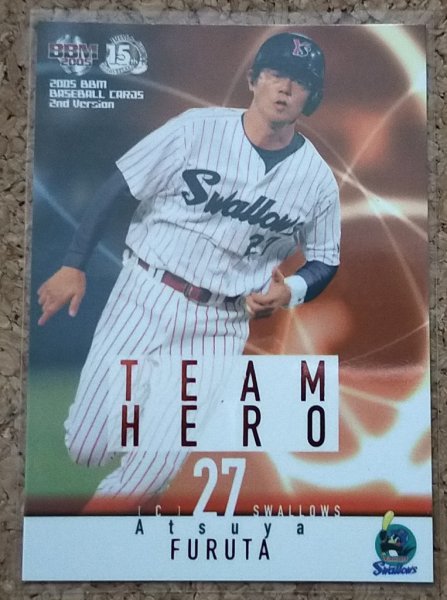 BBM
2005
15
2005 BBM
BASEBALL CARDS
2nd Version
Swallows
27
TEAM
HERO
[C] 27 SWALLOWS
Atsuya
FURUTA
Swallows